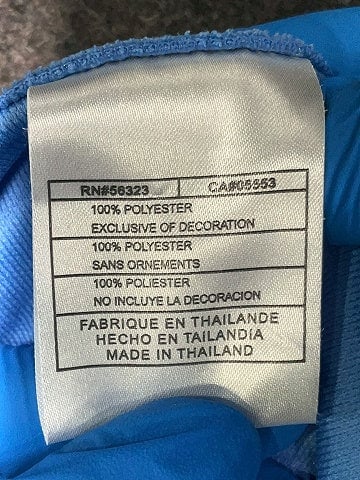 RN#56323 CA#05553
100% POLYESTER
EXCLUSIVE OF DECORATION
100% POLYESTER
SANS ORNEMENTS
100% POLIESTER
NO INCLUYE LA DECORACION
FABRIQUE EN THAILANDE
HECHO EN TAILANDIA
MADE IN THAILAND